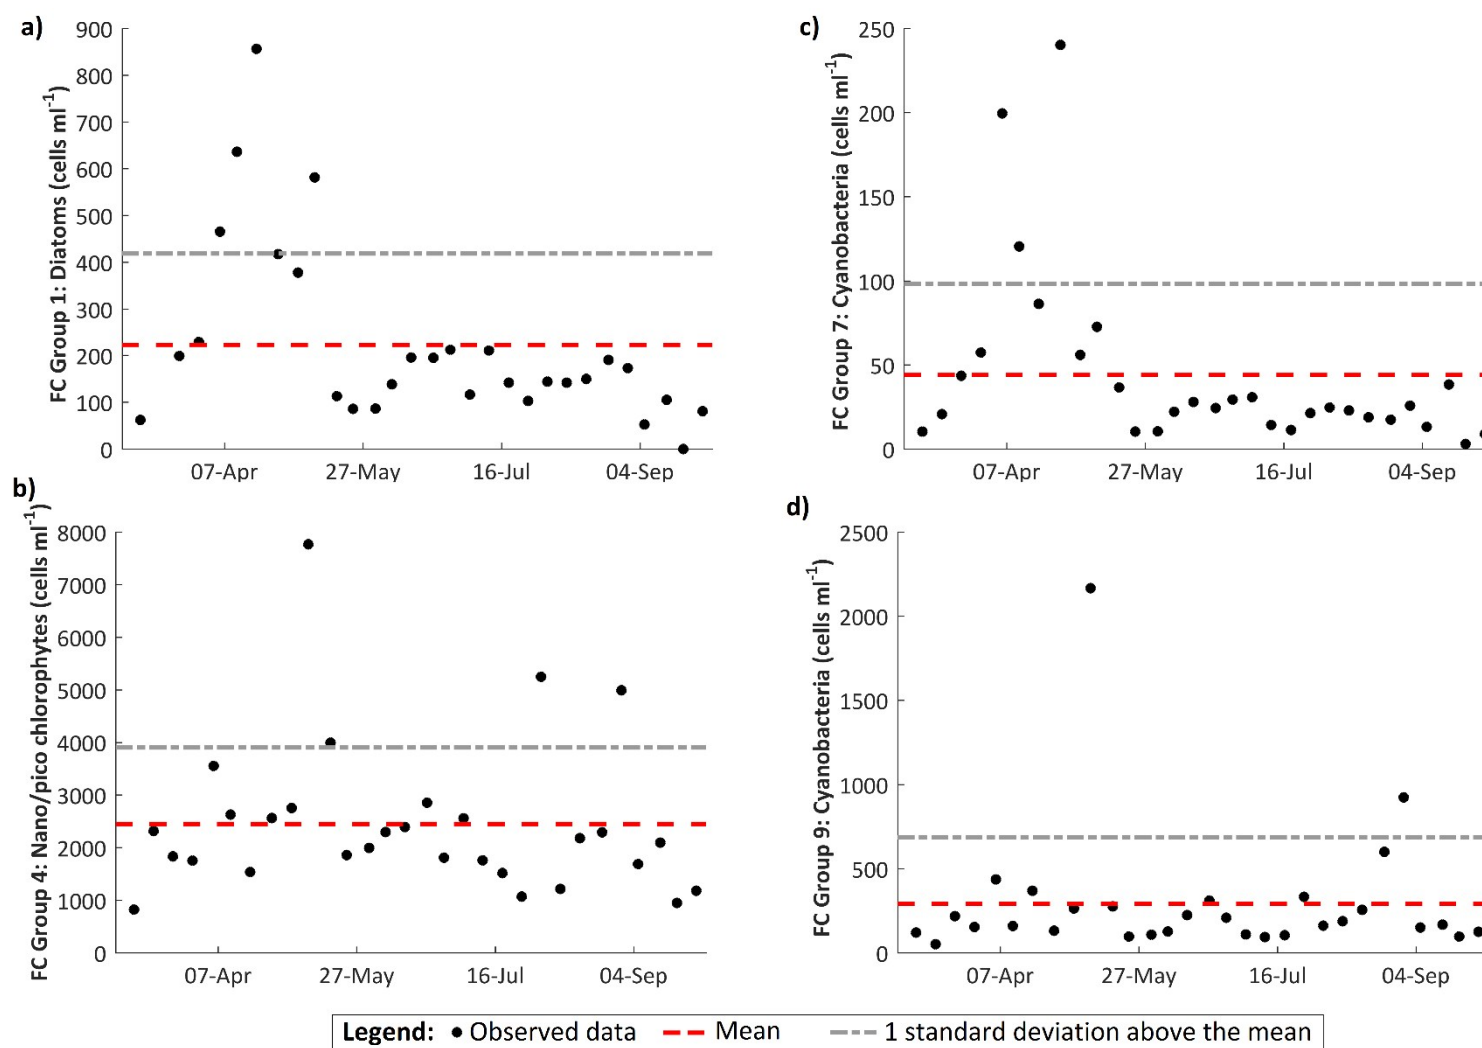 a)
FC Group 1: Diatoms (cells ml⁻¹)
900
800
700
600
500
400
300
200
100
0
07-Apr 27-May 16-Jul 04-Sep
c)
FC Group 7: Cyanobacteria (cells ml⁻¹)
250
200
150
100
50
0
07-Apr 27-May 16-Jul 04-Sep
b)
FC Group 4: Nano/pico chlorophytes (cells ml⁻¹)
8000
7000
6000
5000
4000
3000
2000
1000
0
07-Apr 27-May 16-Jul 04-Sep
d)
FC Group 9: Cyanobacteria (cells ml⁻¹)
2500
2000
1500
1000
500
0
07-Apr 27-May 16-Jul 04-Sep
Legend: Observed data Mean 1 standard deviation above the mean